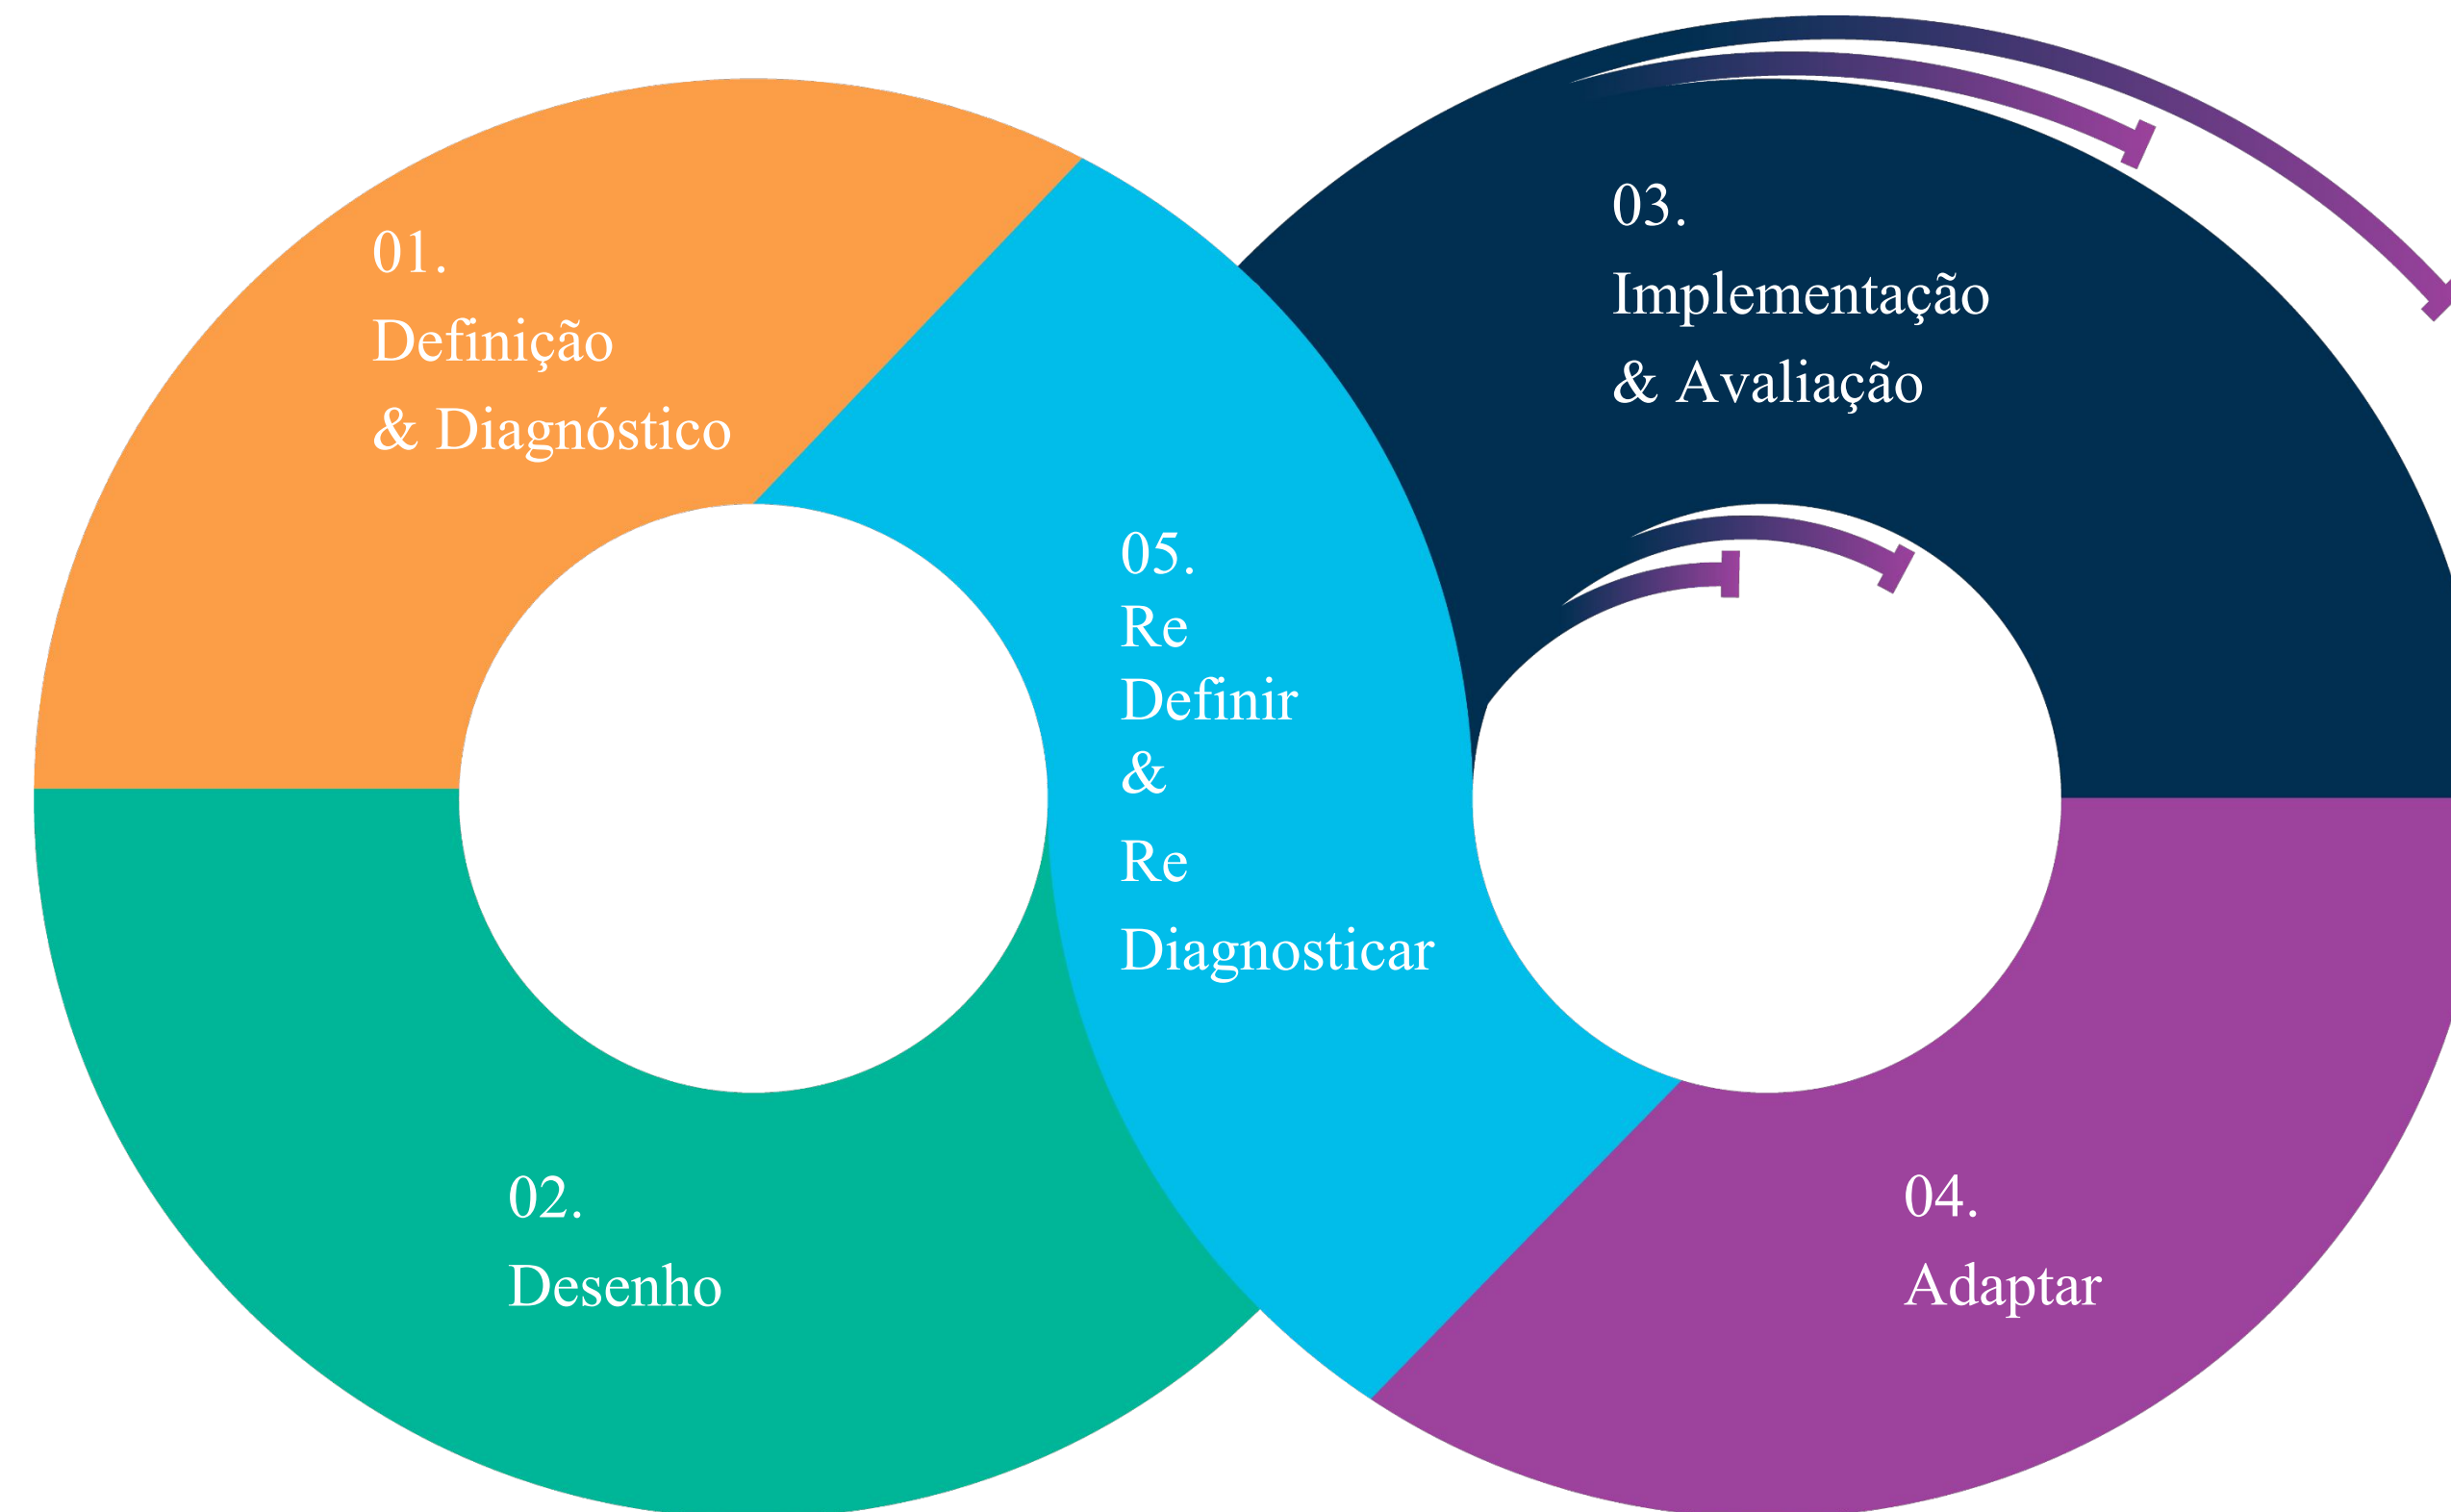 01.
Definição
& Diagnóstico
02.
Desenho
03.
Implementação
& Avaliação
04.
Adaptar
05.
Re
Definir
&
Re
Diagnosticar